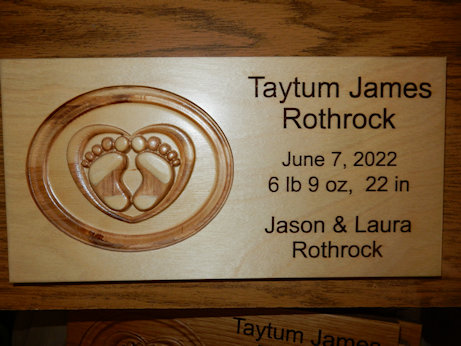 Taytum James
Rothrock
June 7, 2022
6 lb 9 oz, 22 in
Jason & Laura
Rothrock
Taytum James